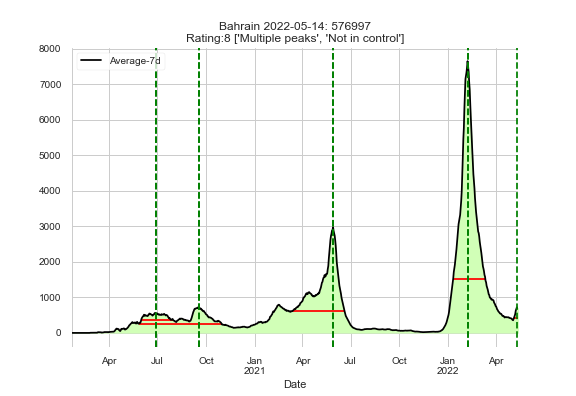 Bahrain 2022-05-14: 576997
Rating:8 ['Multiple peaks', 'Not in control']
Average-7d
8000
7000
6000
5000
4000
3000
2000
1000
0
Apr Jul Oct Jan Apr Jul Oct Jan Apr
2021 2022
Date